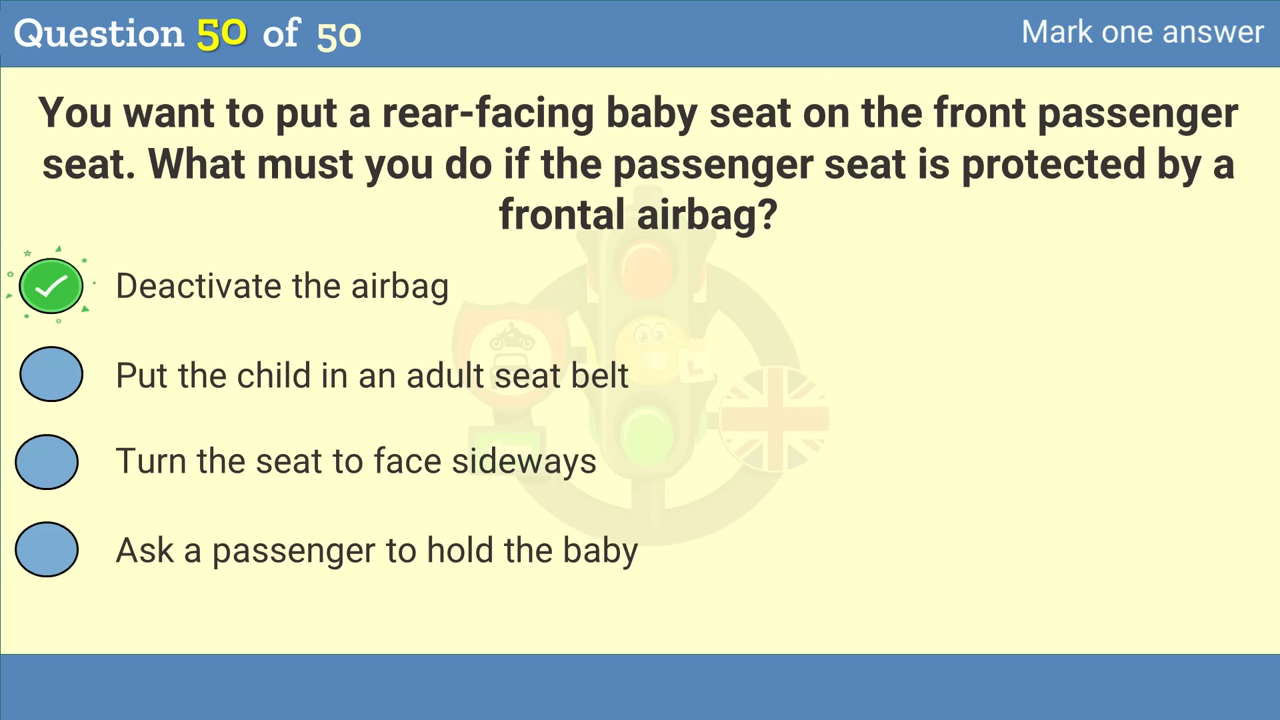 Question 50 of 50
Mark one answer
You want to put a rear-facing baby seat on the front passenger
seat. What must you do if the passenger seat is protected by a
frontal airbag?
Deactivate the airbag
Put the child in an adult seat belt
Turn the seat to face sideways
Ask a passenger to hold the baby